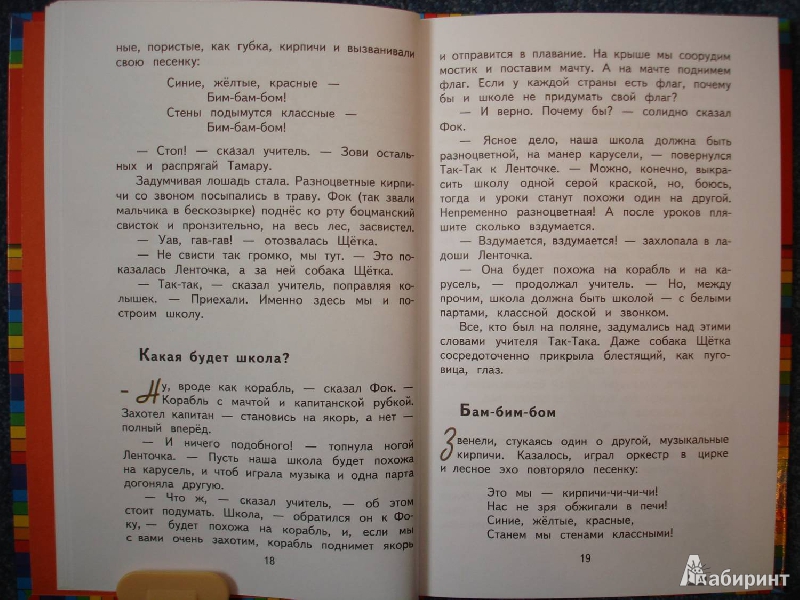 ные, пористые, как губка, кирпичи и вызванивали
свою песенку:
Синие, жёлтые, красные —
Бим-бам-бом!
Стены подымутся классные —
Бим-бам-бом!
— Стоп! — сказал учитель. — Зови осталь-
ных и распрягай Тамару.
Задумчивая лошадь стала. Разноцветные кирпи-
чи со звоном посыпались в траву. Фок (так звали
мальчика в бескозырке) поднёс ко рту боцманский
свисток и пронзительно, на весь лес, засвистел.
— Уав, гав-гав! — отозвалась Щётка.
— Не свисти так громко, мы тут. — Это по-
казалась Ленточка, а за ней собака Щётка.
— Так-так, — сказал учитель, поправляя ко-
лышек. — Приехали. Именно здесь мы и по-
строим школу.
Какая будет школа?
— Ну, вроде как корабль, — сказал Фок. —
Корабль с мачтой и капитанской рубкой.
Захотел капитан — становись на якорь, а нет —
полный вперёд.
— И ничего подобного! — топнула ногой
Ленточка. — Пусть наша школа будет похожа
на карусель, и чтоб играла музыка и одна парта
догоняла другую.
— Что ж, — сказал учитель, — об этом
стоит подумать. Школа, — обратился он к Фо-
ку, — будет похожа на корабль, и, если мы
с вами очень захотим, корабль поднимет якорь
18
и отправится в плавание. На крыше мы соорудим
мостик и поставим мачту. А на мачте поднимем
флаг. Если у каждой страны есть флаг, почему
бы и школе не придумать свой флаг?
— И верно. Почему бы? — солидно сказал
Фок.
— Ясное дело, наша школа должна быть
разноцветной, на манер карусели, — повернулся
Так-Так к Ленточке. — Можно, конечно, выкра-
сить школу одной серой краской, но, боюсь,
тогда и уроки станут похожи один на другой.
Непременно разноцветная! А после уроков пля-
шите сколько вздумается.
— Вздумается, вздумается! — захлопала в ла-
доши Ленточка.
— Она будет похожа на корабль и на ка-
русель, — продолжал учитель. — Но, между
прочим, школа должна быть школой — с белыми
партами, классной доской и звонком.
Все, кто был на поляне, задумались над этими
словами учителя Так-Така. Даже собака Щётка
сосредоточенно прикрыла блестящий, как пуго-
вица, глаз.
Бам-бим-бом
Звенели, стукаясь один о другой, музыкальные
кирпичи. Казалось, играл оркестр в цирке
и лесное эхо повторяло песенку:
Это мы — кирпичи-чи-чи-чи!
Нас не зря обжигали в печи!
Синие, жёлтые, красные,
Станем мы стенами классными!
19
Лабиринт